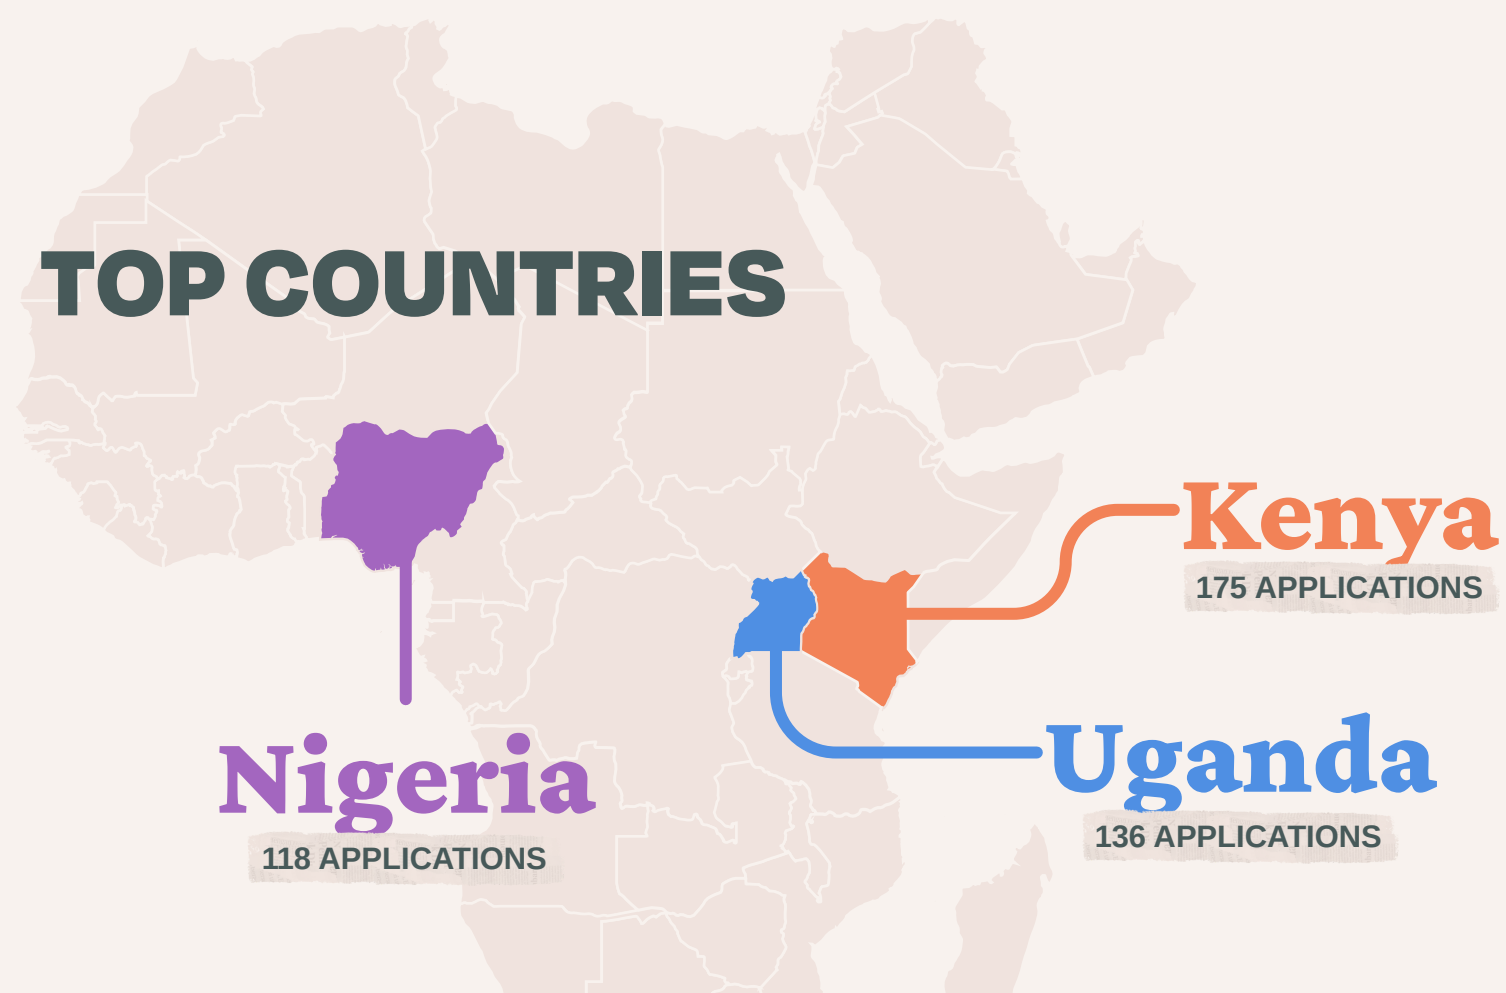 TOP COUNTRIES
Kenya
175 APPLICATIONS
Uganda
136 APPLICATIONS
Nigeria
118 APPLICATIONS